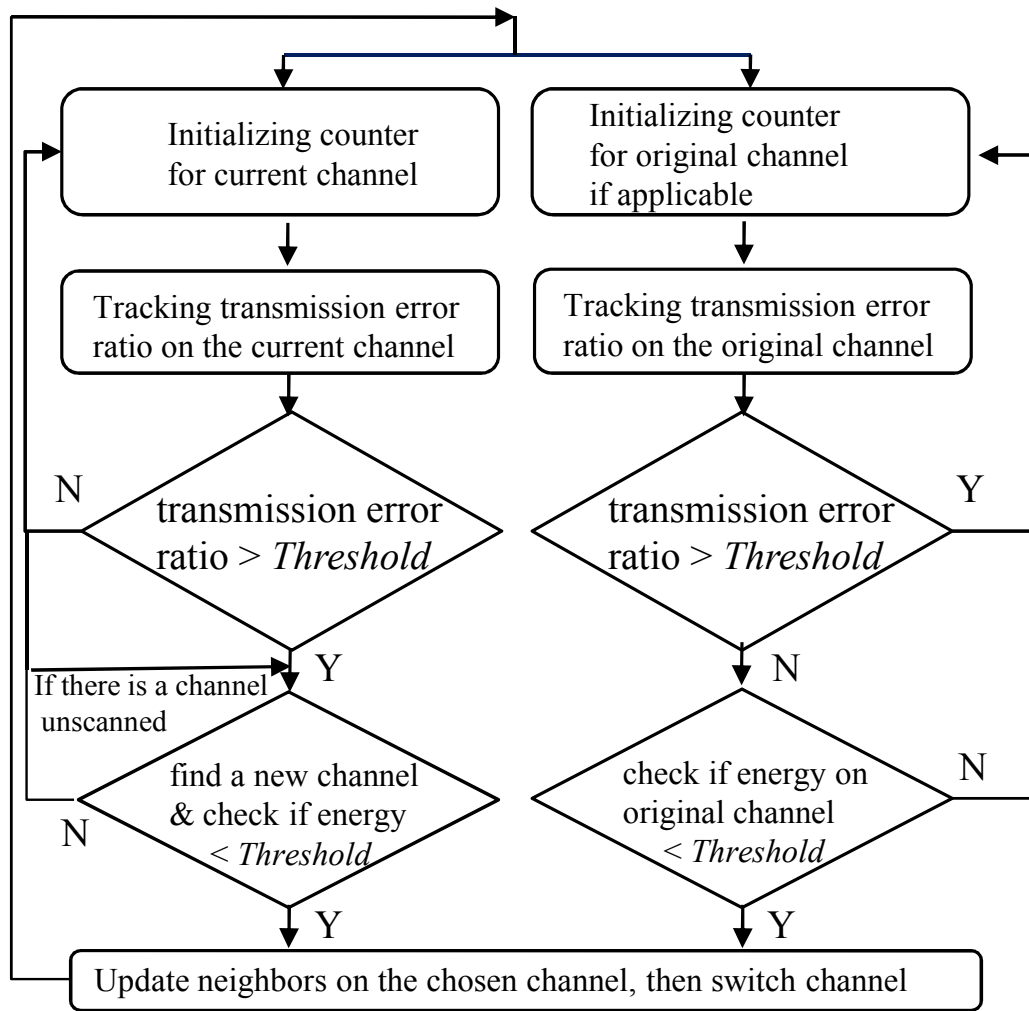 Initializing counter
for current channel
Initializing counter
for original channel
if applicable
Tracking transmission error
ratio on the current channel
Tracking transmission error
ratio on the original channel
N
transmission error
ratio > Threshold
Y
transmission error
ratio > Threshold
Y
N
If there is a channel
unscanned
find a new channel
& check if energy
< Threshold
N
check if energy on
original channel
< Threshold
N
Y
Y
Update neighbors on the chosen channel, then switch channel